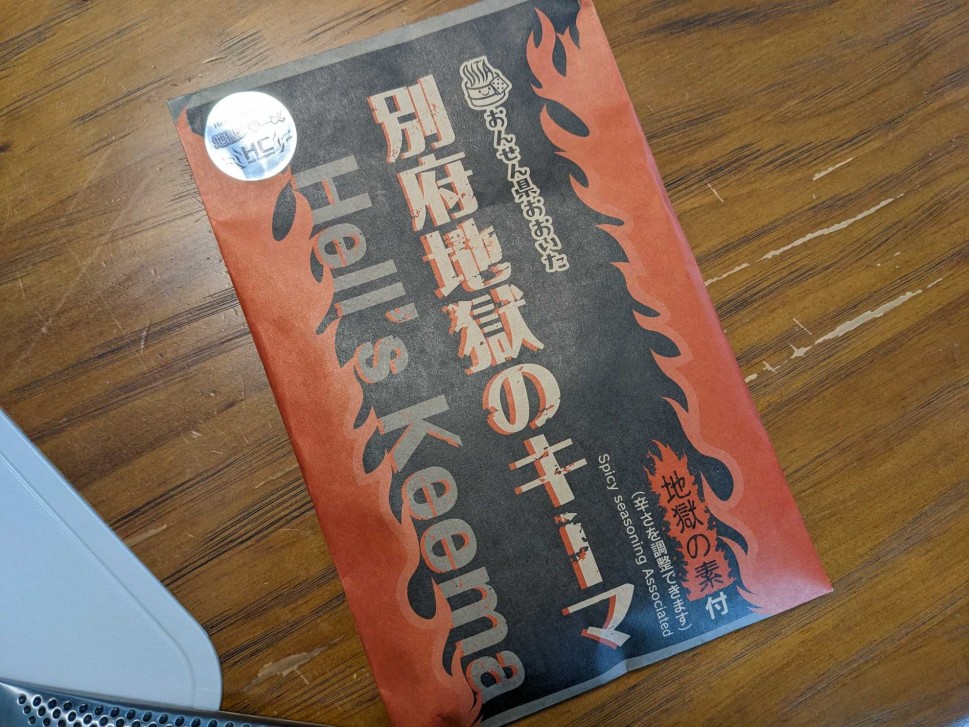 おんせん県おおいた
別府地獄のキーマ
Hell's Keema
地獄の素付
(辛さを調整できます)
Spicy seasoning Associated